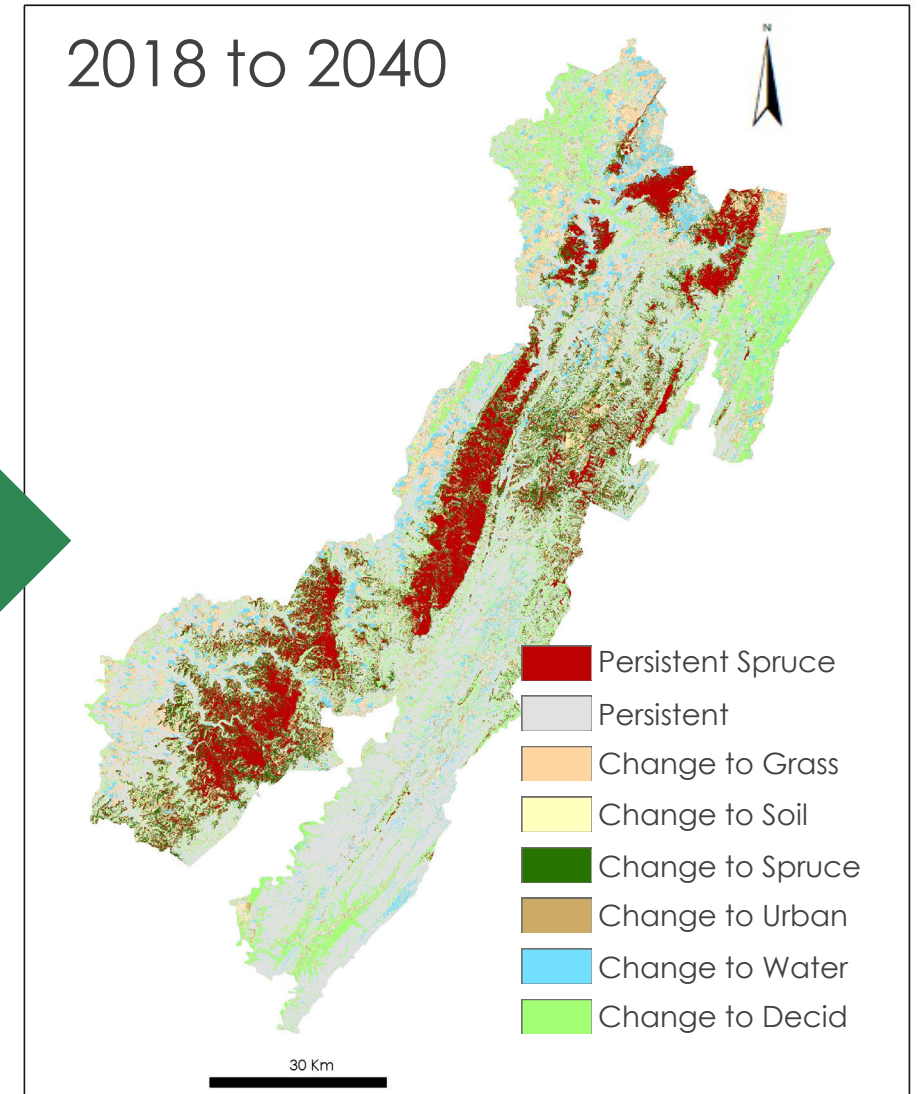 2018 to 2040
N
Persistent Spruce
Persistent
Change to Grass
Change to Soil
Change to Spruce
Change to Urban
Change to Water
Change to Decid
30 Km